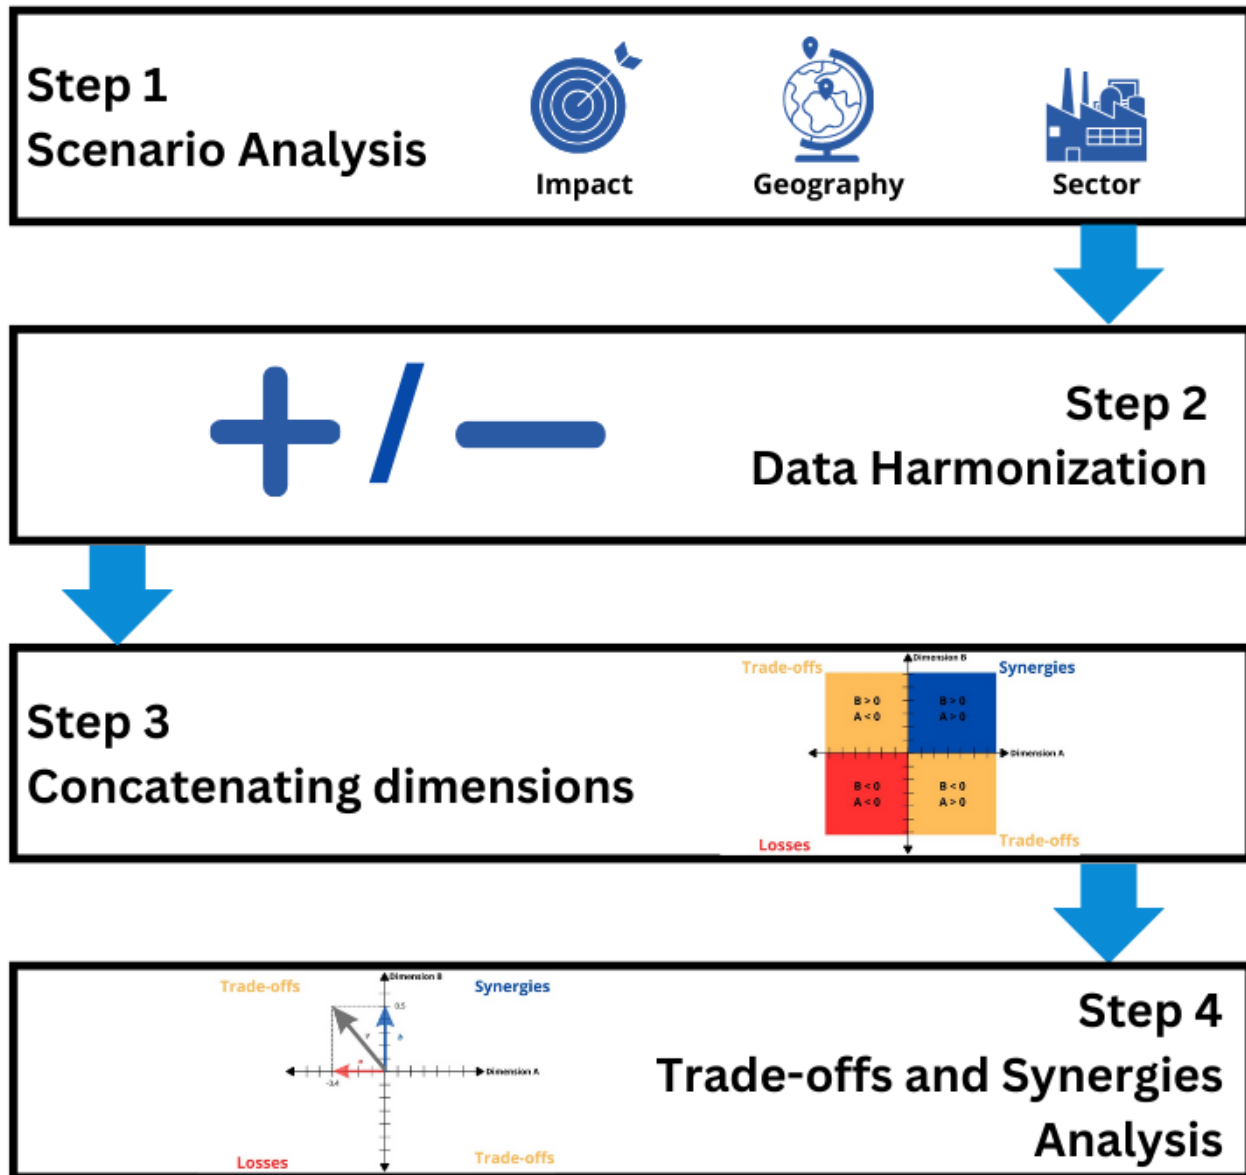 Step 1
Scenario Analysis
Impact
Geography
Sector
+ / −
Step 2
Data Harmonization
Step 3
Concatenating dimensions
Trade-offs
Dimension B
Synergies
B > 0
A < 0
B > 0
A > 0
Dimension A
B < 0
A < 0
B < 0
A > 0
Losses
Trade-offs
Trade-offs
Dimension B
Synergies
0.5
b
Dimension A
Losses
Trade-offs
Step 4
Trade-offs and Synergies
Analysis